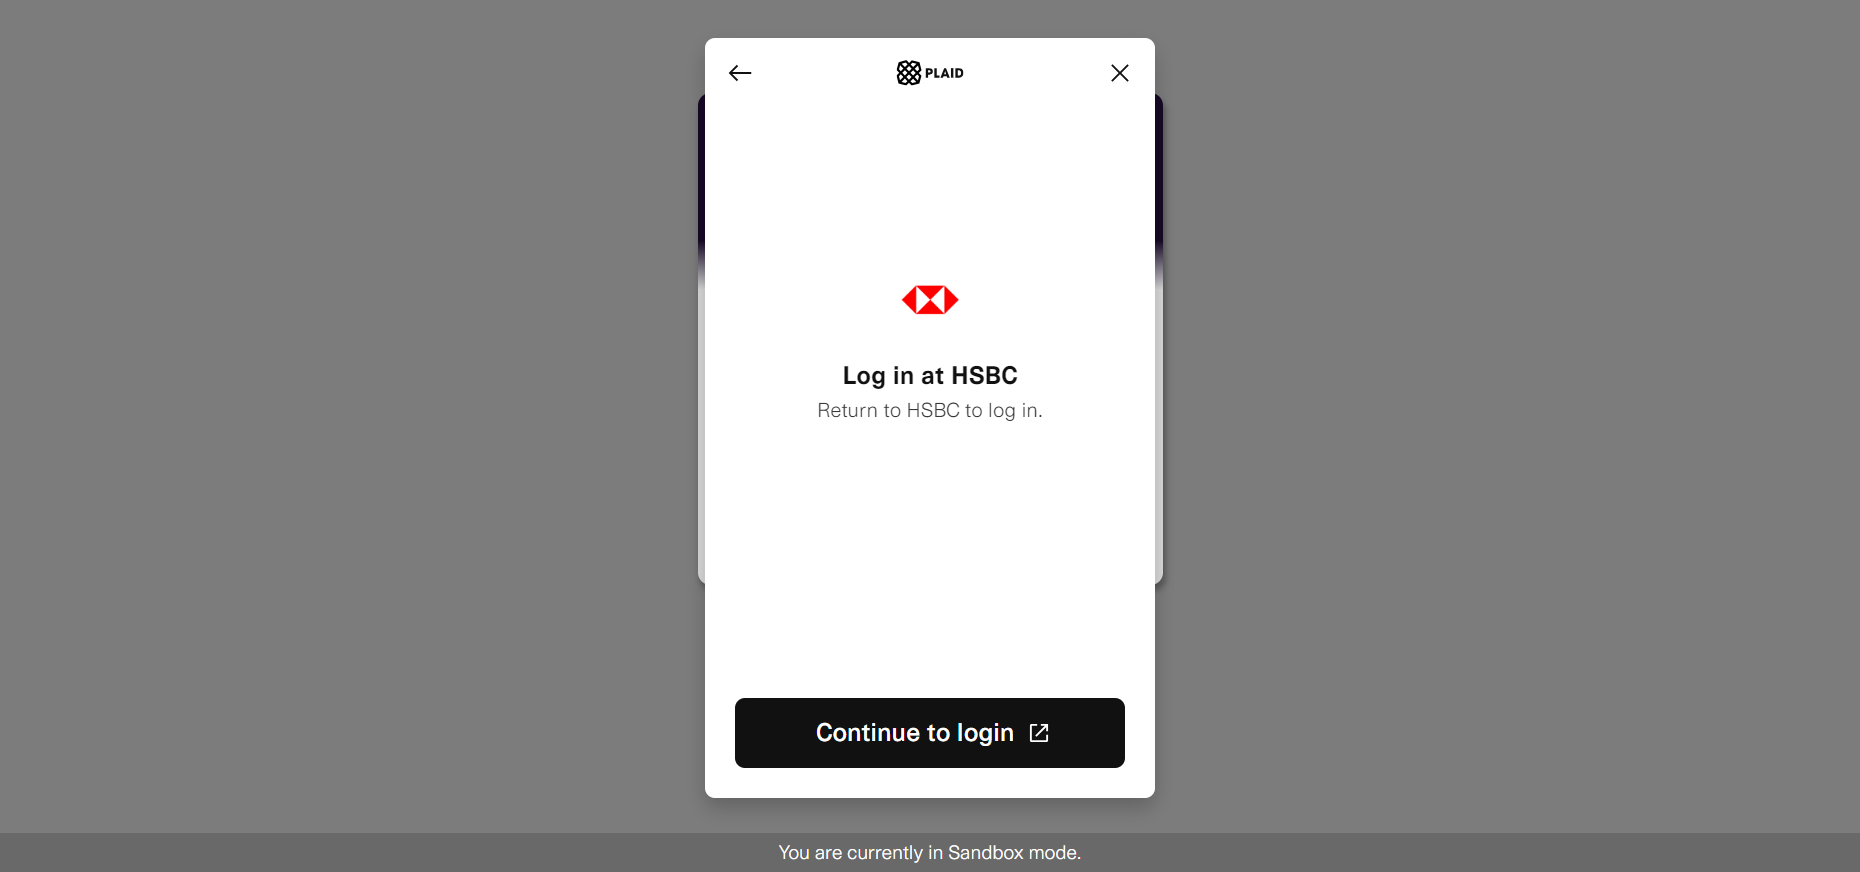 PLAID
Log in at HSBC
Return to HSBC to log in.
Continue to login
You are currently in Sandbox mode.